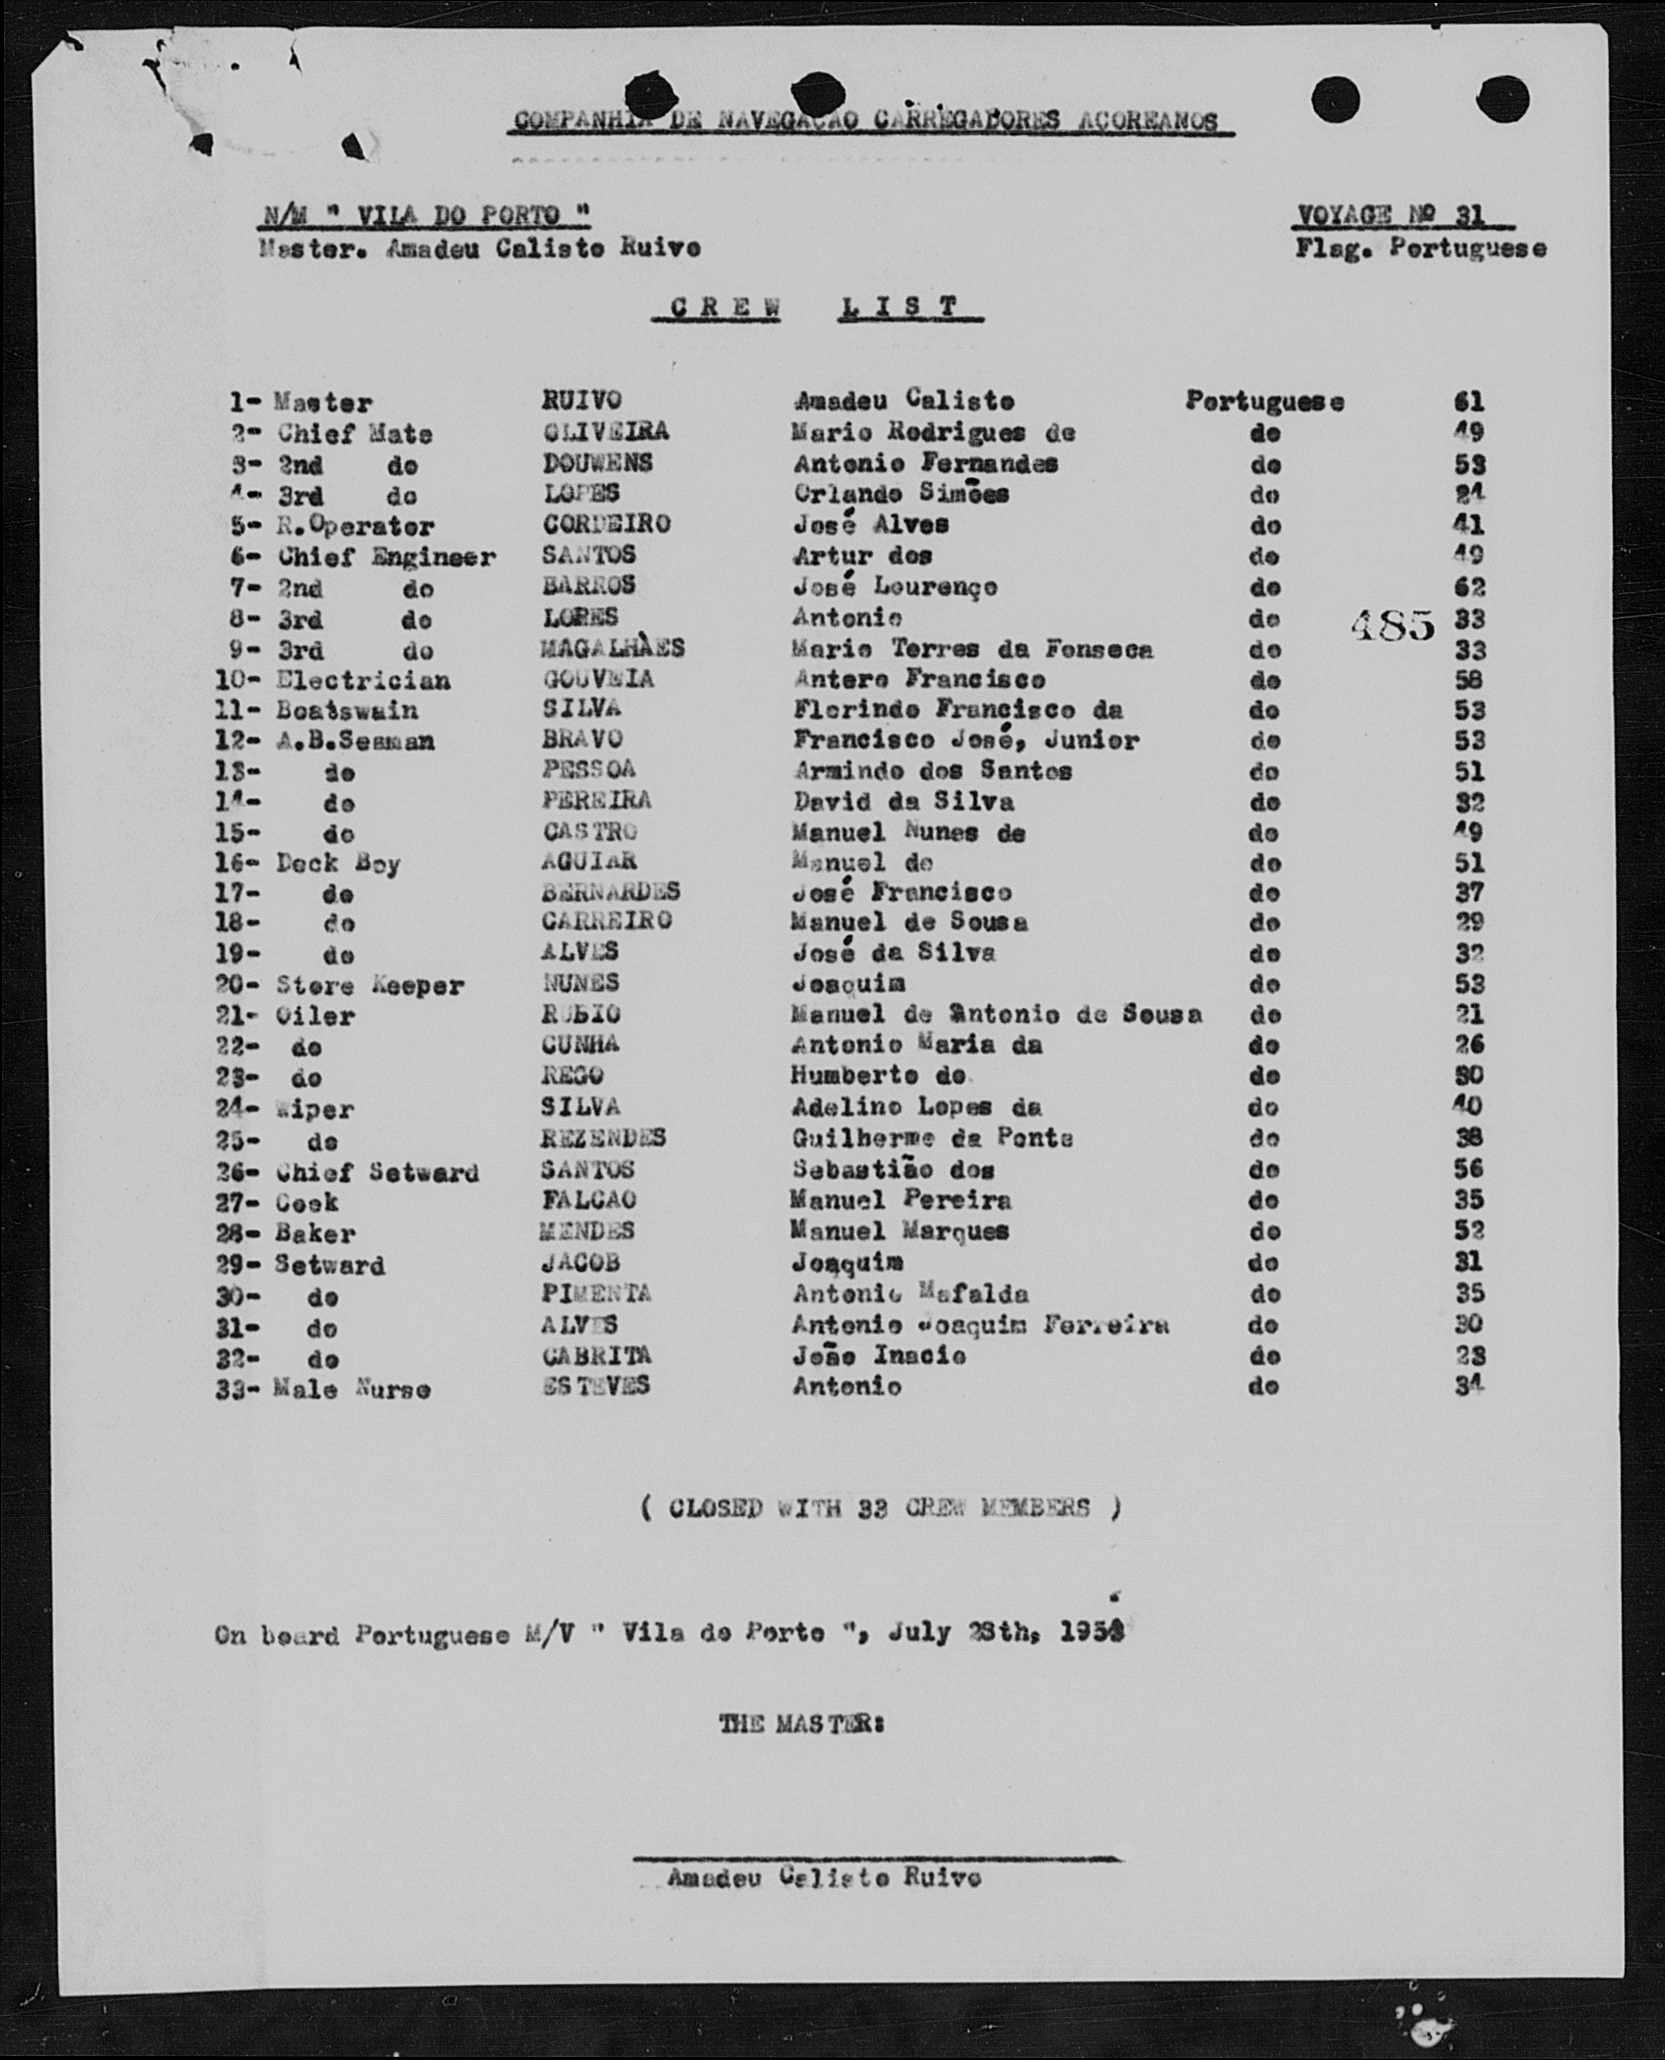 COMPANHIA DE NAVEGAÇÃO CARREGADORES AÇOREANOS
N/M " VILA DO PORTO "
VOYAGE Nº 31
Master. Amadeu Calisto Ruivo
Flag. Portuguese
CREW LIST
1- Master RUIVO Amadeu Calisto Portuguese 61
2- Chief Mate OLIVEIRA Mario Rodrigues de do 49
3- 2nd do DOUWENS Antonio Fernandes do 53
4- 3rd do LOPES Orlando Simões do 24
5- R.Operator CORDEIRO José Alves do 41
6- Chief Engineer SANTOS Artur dos do 49
7- 2nd do BARROS José Lourenço do 62
8- 3rd do LOPES Antonio do 485 33
9- 3rd do MAGALHÃES Mario Torres da Fonseca do 33
10- Electrician GOUVEIA Antero Francisco do 58
11- Boatswain SILVA Florindo Francisco da do 53
12- A.B.Seaman BRAVO Francisco José, Junior do 53
13- do PESSOA Armindo dos Santos do 51
14- do PEREIRA David da Silva do 32
15- do CASTRO Manuel Nunes de do 49
16- Deck Boy AGUIAR Manuel de do 51
17- do BERNARDES José Francisco do 37
18- do CARREIRO Manuel de Sousa do 29
19- do ALVES José da Silva do 32
20- Store Keeper NUNES Joaquim do 53
21- Oiler RUBIO Manuel de Antonio de Sousa do 21
22- do CUNHA Antonio Maria da do 26
23- do REGO Humberto do do 30
24- Wiper SILVA Adelino Lopes da do 40
25- do REZENDES Guilherme da Ponte do 38
26- Chief Setward SANTOS Sebastião dos do 56
27- Cook FALCAO Manuel Pereira do 35
28- Baker MENDES Manuel Marques do 52
29- Setward JACOB Joaquim do 31
30- do PIMENTA Antonio Mafalda do 35
31- do ALVES Antonio Joaquim Ferreira do 30
32- do CABRITA João Inacio do 23
33- Male Nurse ESTEVES Antonio do 34
( CLOSED WITH 33 CREW MEMBERS )
On board Portuguese M/V " Vila do Porto ", July 28th,
THE MASTER:
Amadeu Calisto Ruivo